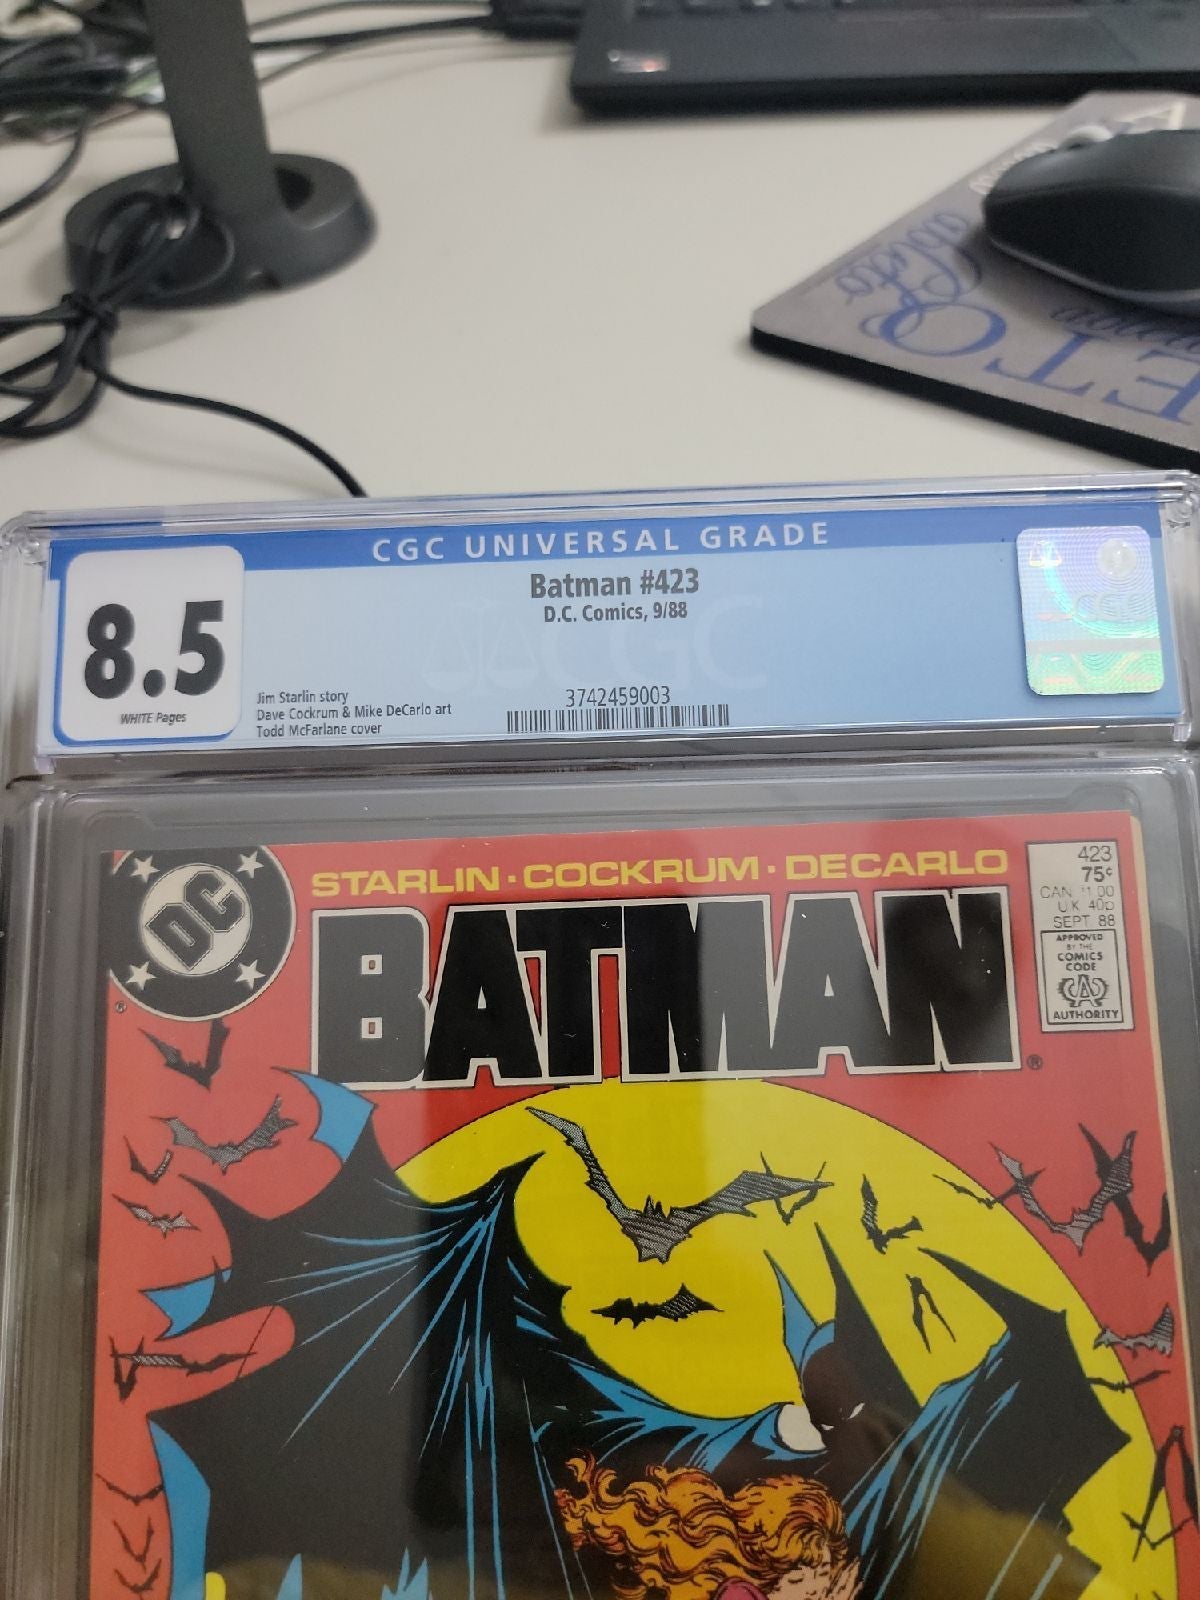 CGC UNIVERSAL GRADE
8.5
WHITE Pages
Batman #423
D.C. Comics, 9/88
Jim Starlin story
Dave Cockrum & Mike DeCarlo art
Todd McFarlane cover
3742459003
CGC
DC
STARLIN · COCKRUM · DECARLO
BATMAN
®
423
75¢
CAN. $1.00
U.K. 40p
SEPT. 88
APPROVED
BY THE
COMICS
CODE
AUTHORITY